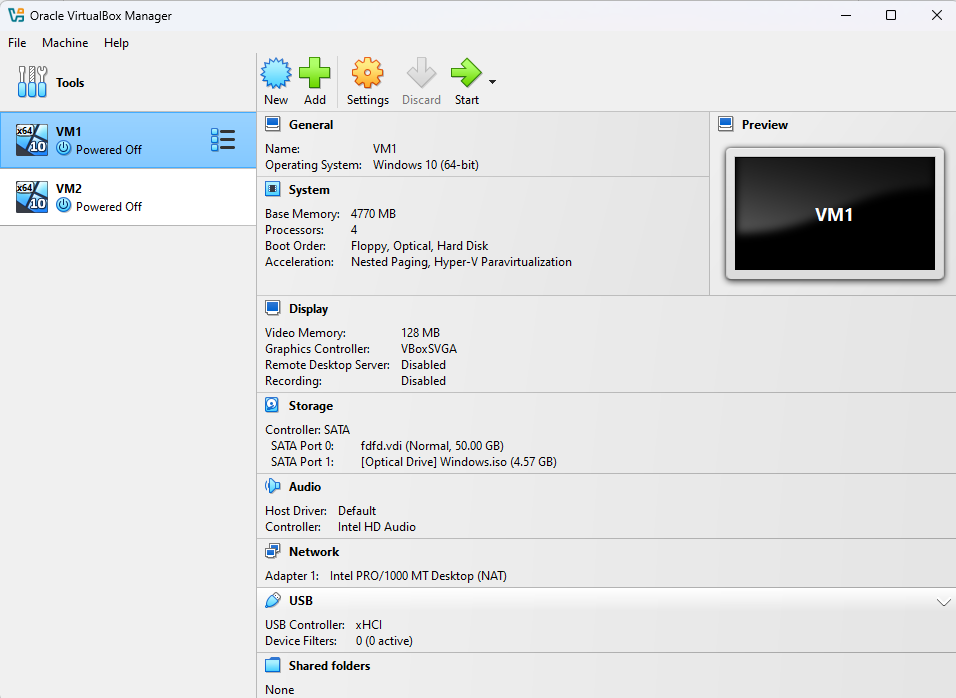 Oracle VirtualBox Manager
File Machine Help
Tools
New Add Settings Discard Start
x64 10 VM1
Powered Off
x64 10 VM2
Powered Off
General
Name: VM1
Operating System: Windows 10 (64-bit)
System
Base Memory: 4770 MB
Processors: 4
Boot Order: Floppy, Optical, Hard Disk
Acceleration: Nested Paging, Hyper-V Paravirtualization
Preview
VM1
Display
Video Memory: 128 MB
Graphics Controller: VBoxSVGA
Remote Desktop Server: Disabled
Recording: Disabled
Storage
Controller: SATA
SATA Port 0: fdfd.vdi (Normal, 50.00 GB)
SATA Port 1: [Optical Drive] Windows.iso (4.57 GB)
Audio
Host Driver: Default
Controller: Intel HD Audio
Network
Adapter 1: Intel PRO/1000 MT Desktop (NAT)
USB
USB Controller: xHCI
Device Filters: 0 (0 active)
Shared folders
None